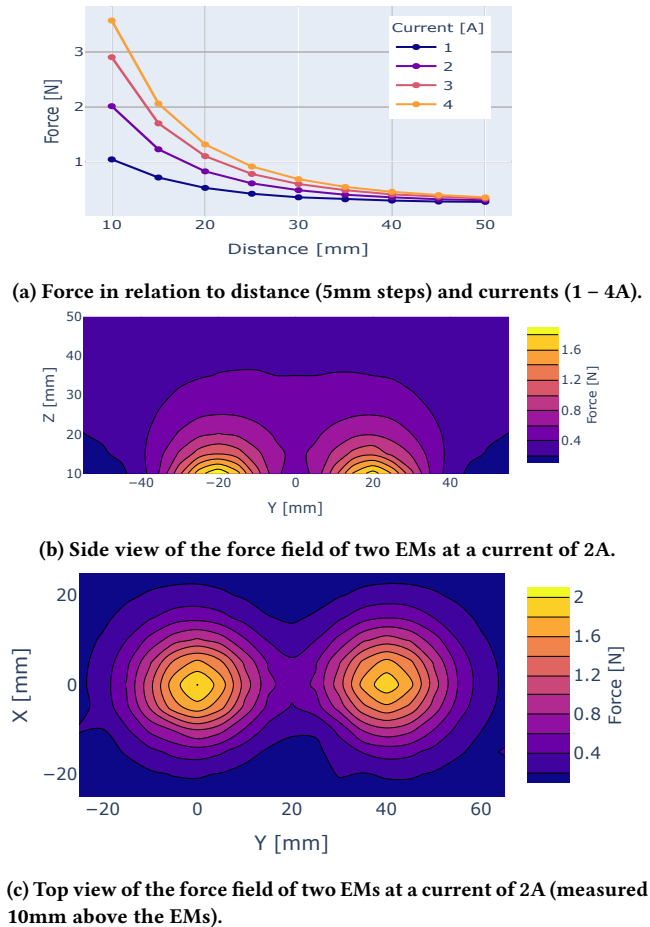 Force [N]
3
2
1
Current [A]
1
2
3
4
10 20 30 40 50
Distance [mm]
(a) Force in relation to distance (5mm steps) and currents (1 – 4A).
Z [mm]
50
40
30
20
10
−40 −20 0 20 40
Y [mm]
1.6
1.2
0.8
0.4
Force [N]
(b) Side view of the force field of two EMs at a current of 2A.
X [mm]
20
0
−20
−20 0 20 40 60
Y [mm]
2
1.6
1.2
0.8
0.4
Force [N]
(c) Top view of the force field of two EMs at a current of 2A (measured
10mm above the EMs).